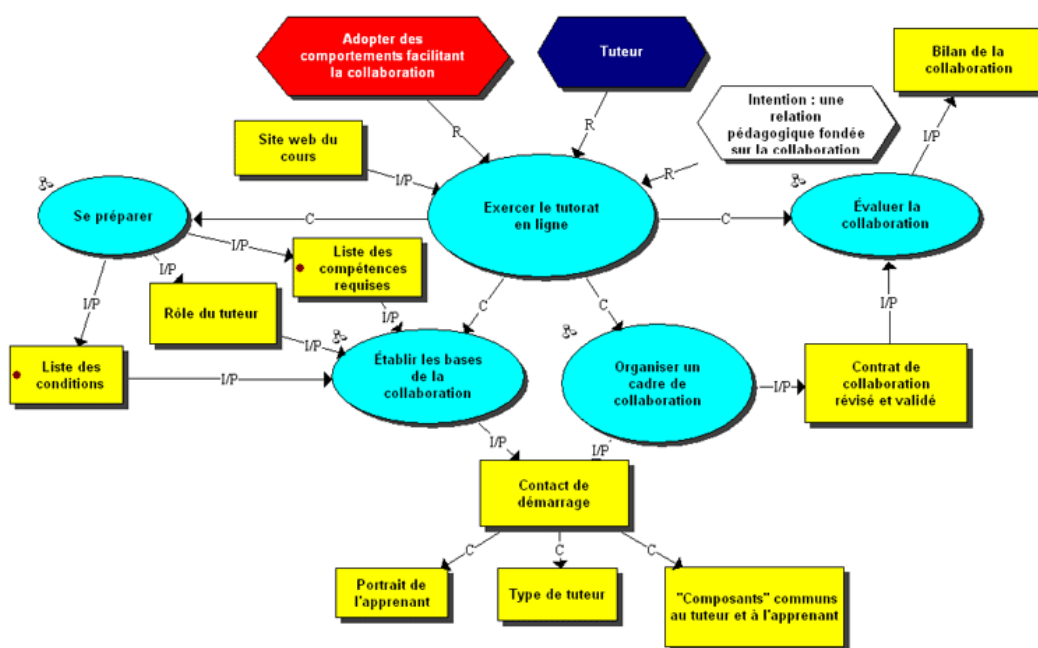 Adopter des
comportements facilitant
la collaboration
Tuteur
Bilan de la
collaboration
Intention : une
relation
pédagogique fondée
sur la collaboration
R
R
I/P
Site web du
cours
R
I/P
Se préparer
Exercer le tutorat
en ligne
Évaluer la
collaboration
C
C
I/P
Liste des
compétences
requises
I/P
I/P
Rôle du tuteur
C
C
I/P
I/P
I/P
Liste des
conditions
I/P
Établir les bases
de la
collaboration
Organiser un
cadre de
collaboration
I/P
Contrat de
collaboration
révisé et validé
I/P
I/P
Contact de
démarrage
C
C
C
Portrait de
l'apprenant
Type de tuteur
"Composants" communs
au tuteur et à l'apprenant